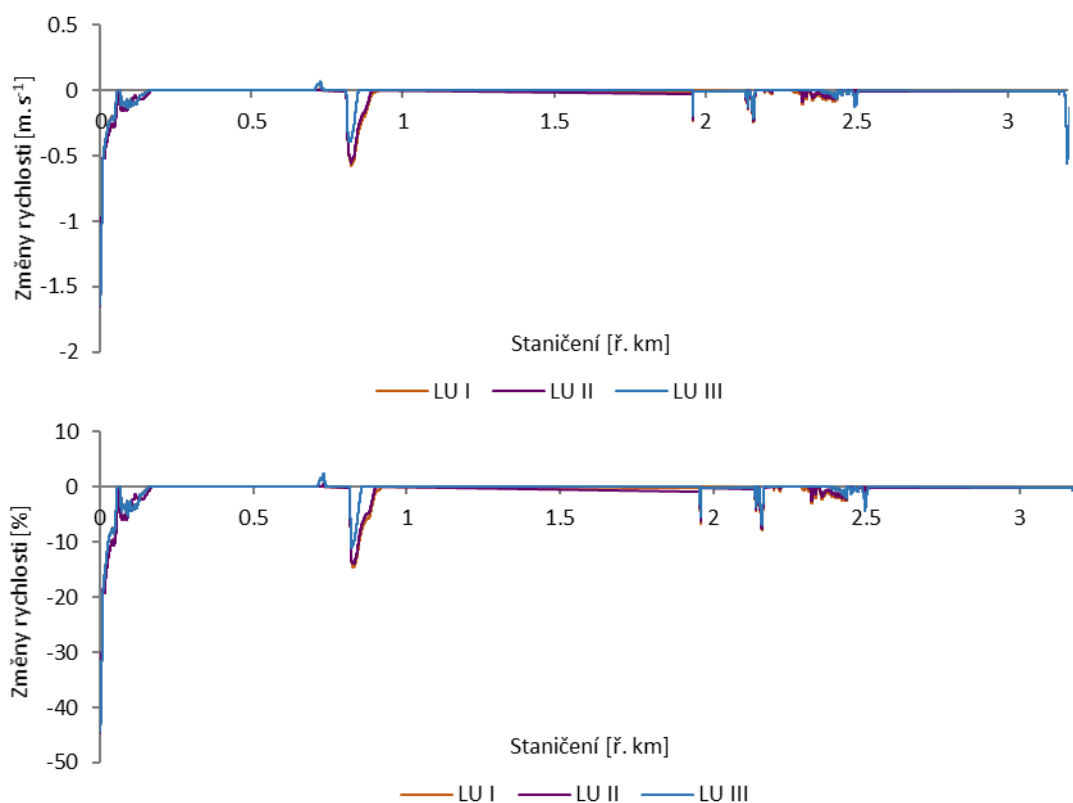 0.5
0
0 0.5 1 1.5 2 2.5 3
-0.5
-1
-1.5
-2
Změny rychlosti [m.s⁻¹]
Staničení [ř. km]
LU I LU II LU III
10
0
0 0.5 1 1.5 2 2.5 3
-10
-20
-30
-40
-50
Změny rychlosti [%]
Staničení [ř. km]
LU I LU II LU III